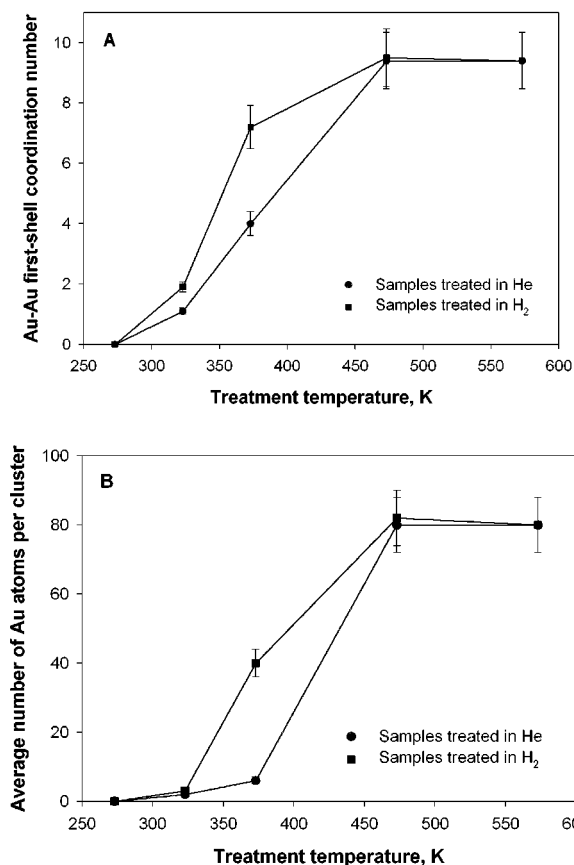 A
Au-Au first-shell coordination number
10
8
6
4
2
0
Samples treated in He
Samples treated in H2
250 300 350 400 450 500 550 600
Treatment temperature, K
B
Average number of Au atoms per cluster
100
80
60
40
20
0
Samples treated in He
Samples treated in H2
250 300 350 400 450 500 550
Treatment temperature, K